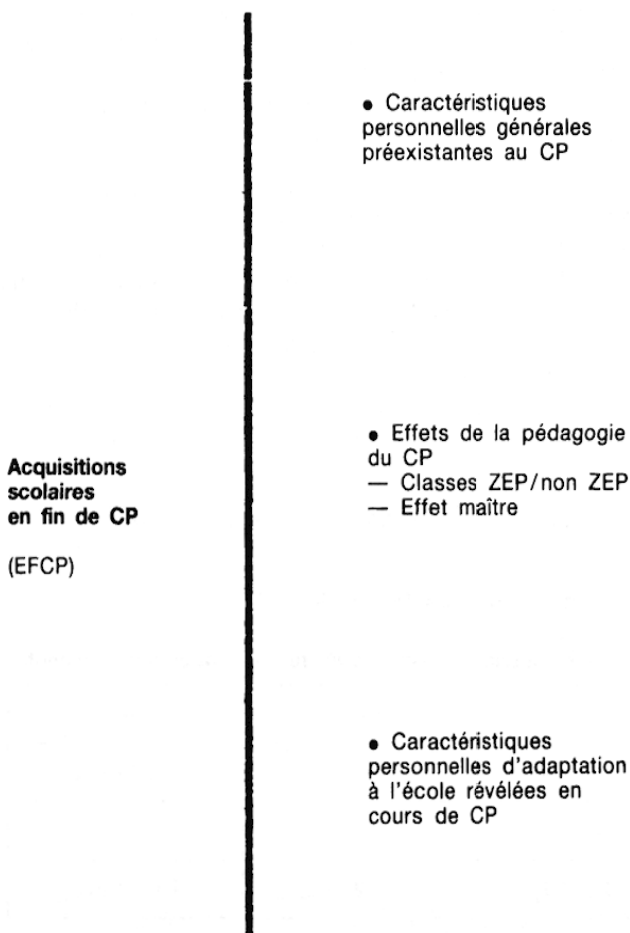 ● Caractéristiques
personnelles générales
préexistantes au CP
● Effets de la pédagogie
du CP
— Classes ZEP/non ZEP
— Effet maître
Acquisitions
scolaires
en fin de CP
(EFCP)
● Caractéristiques
personnelles d'adaptation
à l'école révélées en
cours de CP